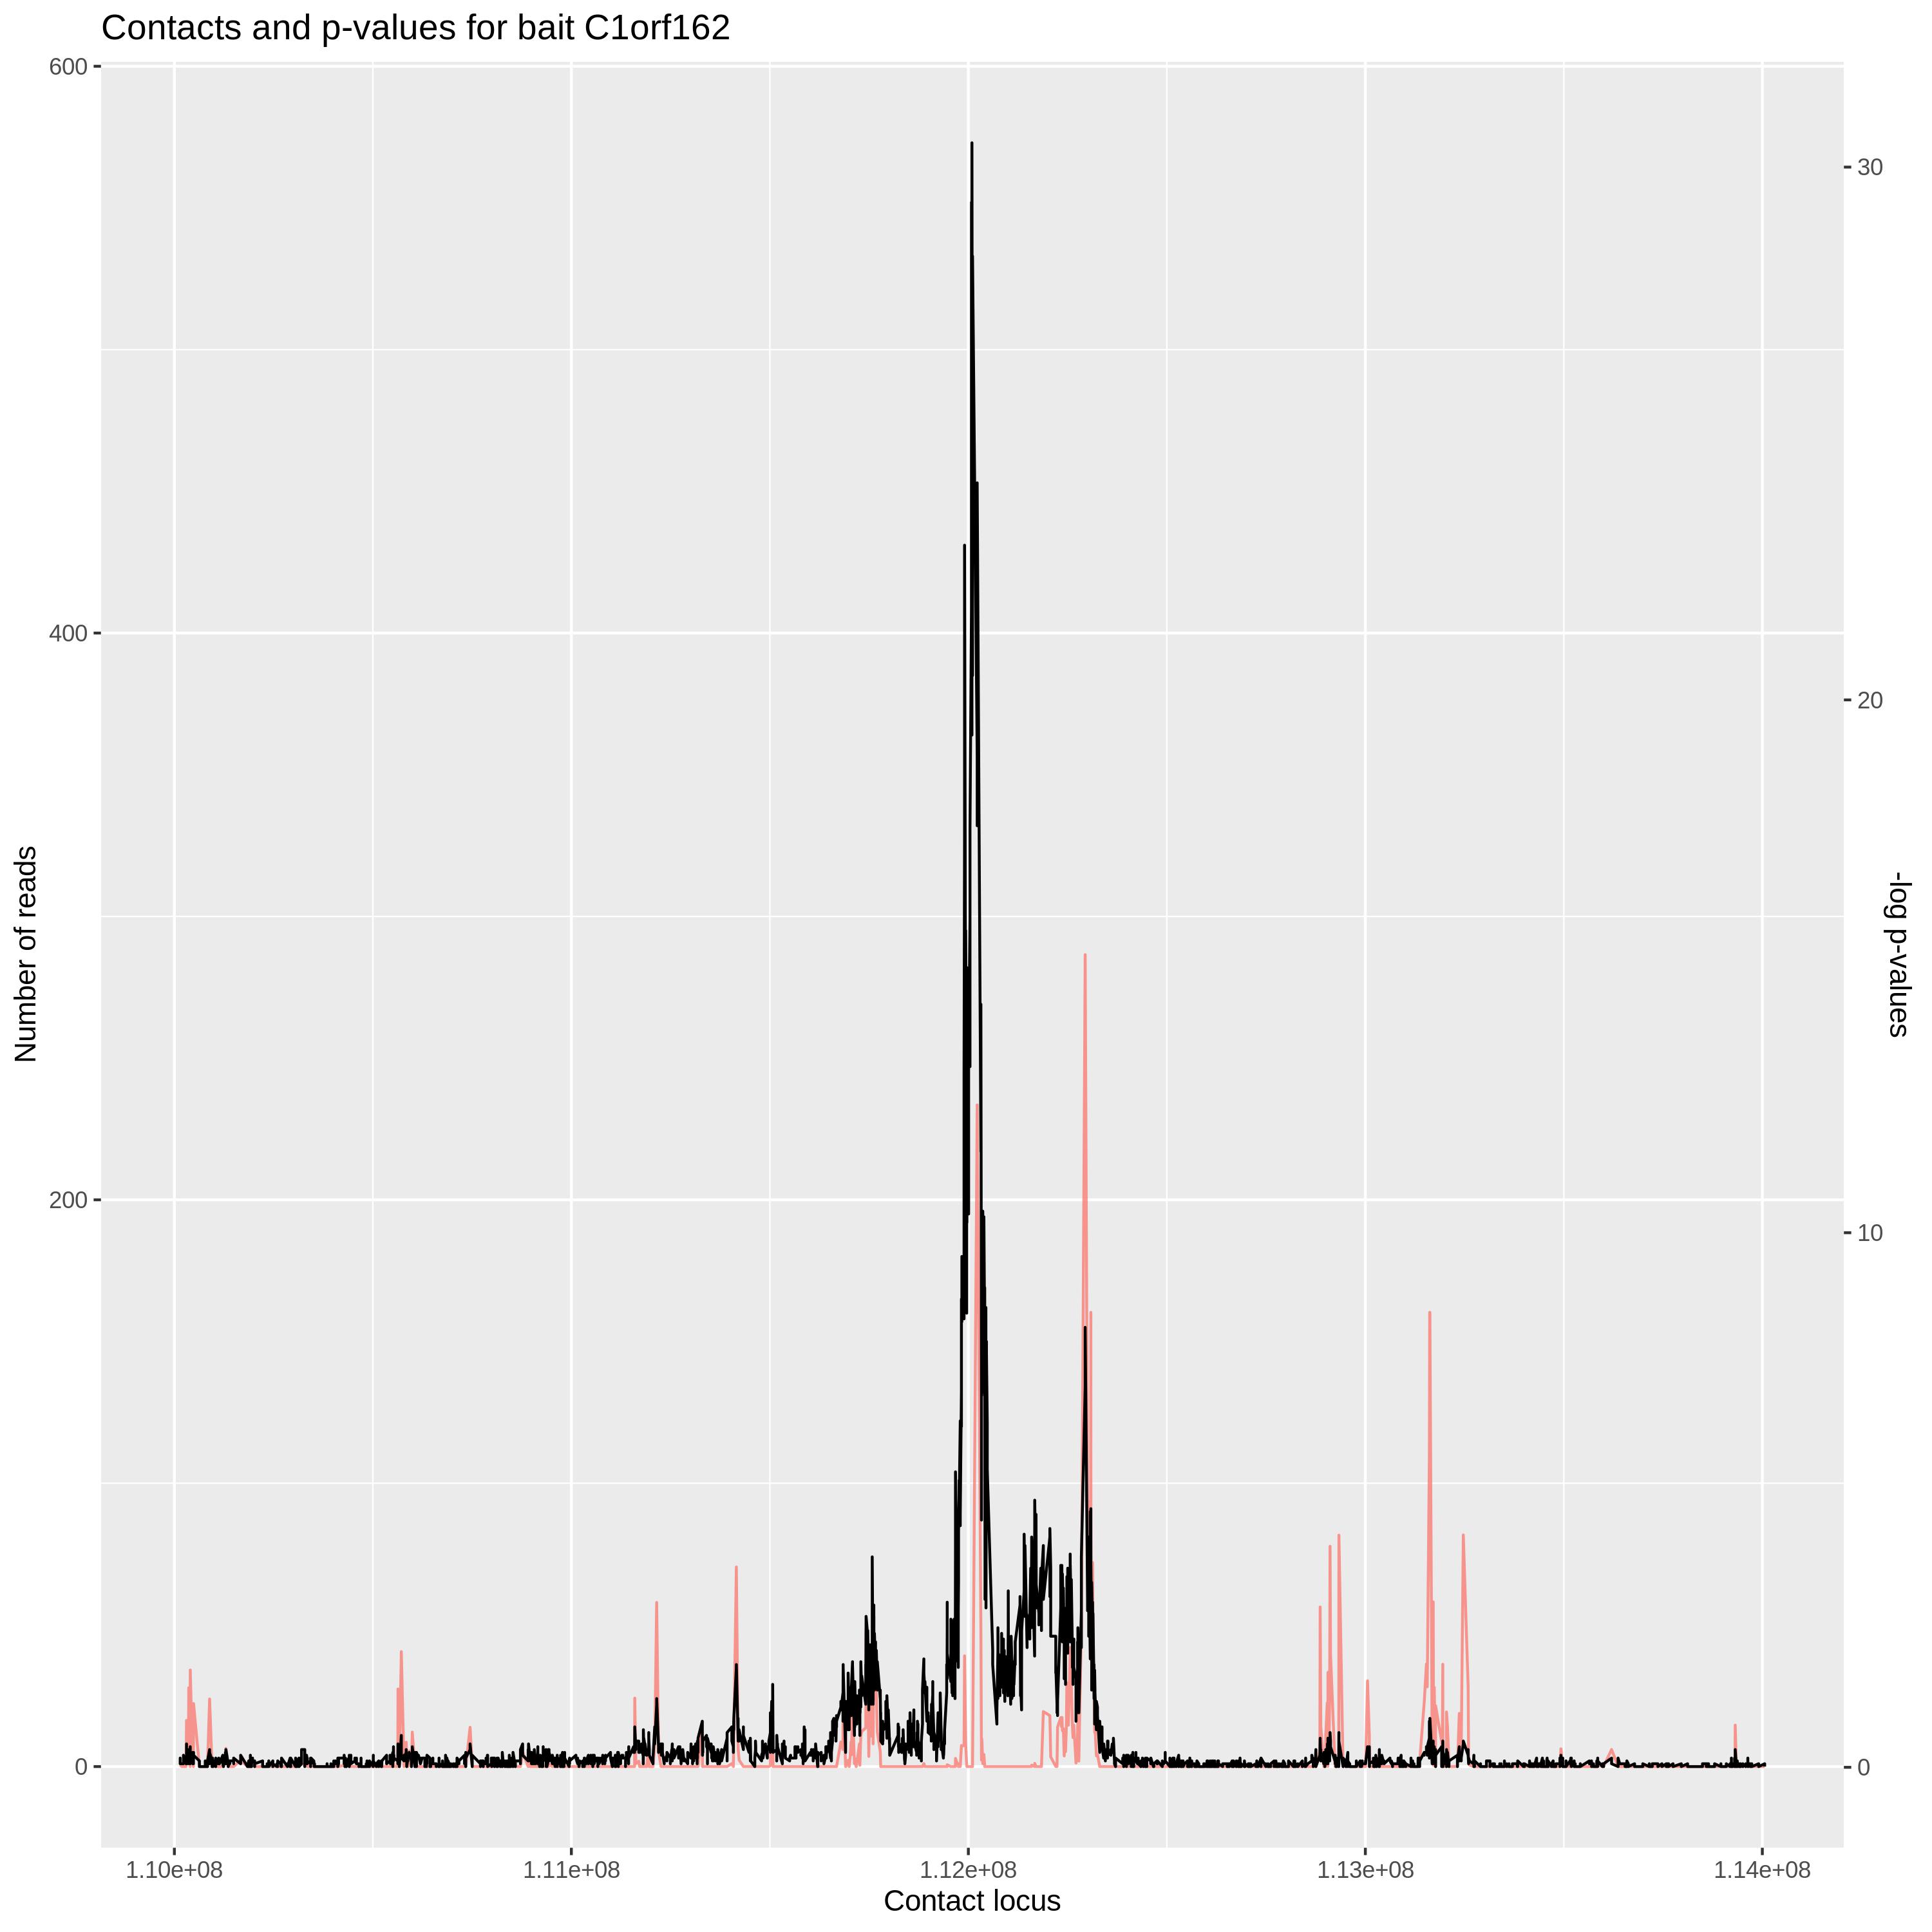 Contacts and p-values for bait C1orf162
600
400
200
0
Number of reads
30
20
10
0
-log p-values
1.10e+08
1.11e+08
1.12e+08
1.13e+08
1.14e+08
Contact locus